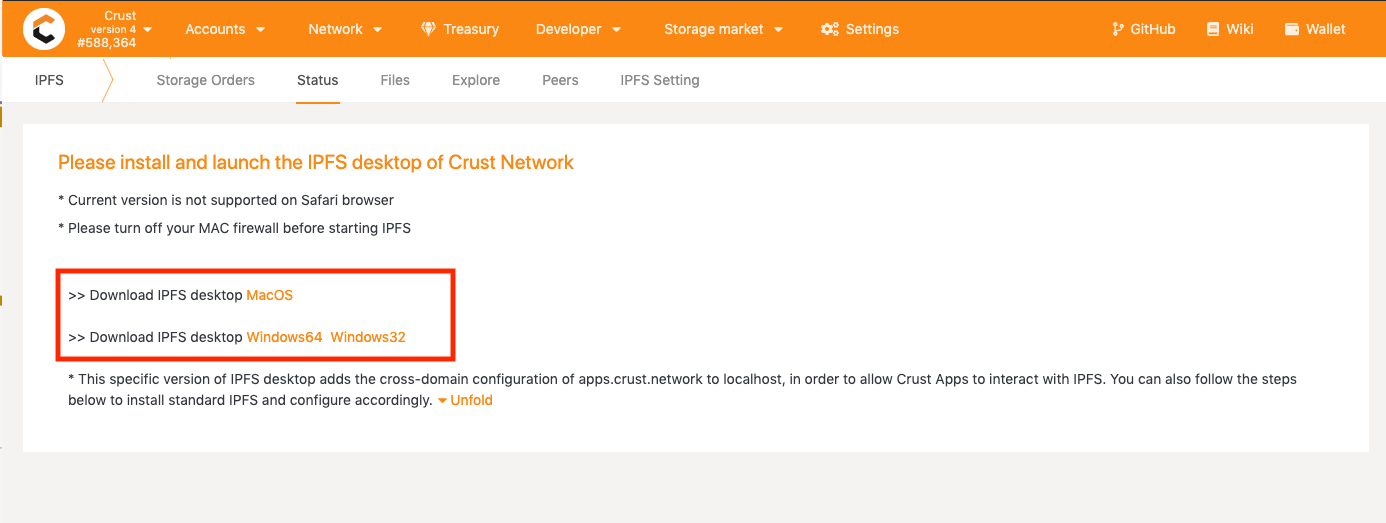 Crust
version 4
#588,364
Accounts
Network
Treasury
Developer
Storage market
Settings
GitHub
Wiki
Wallet
IPFS
Storage Orders
Status
Files
Explore
Peers
IPFS Setting
Please install and launch the IPFS desktop of Crust Network
* Current version is not supported on Safari browser
* Please turn off your MAC firewall before starting IPFS
>> Download IPFS desktop MacOS
>> Download IPFS desktop Windows64 Windows32
* This specific version of IPFS desktop adds the cross-domain configuration of apps.crust.network to localhost, in order to allow Crust Apps to interact with IPFS. You can also follow the steps
below to install standard IPFS and configure accordingly. Unfold